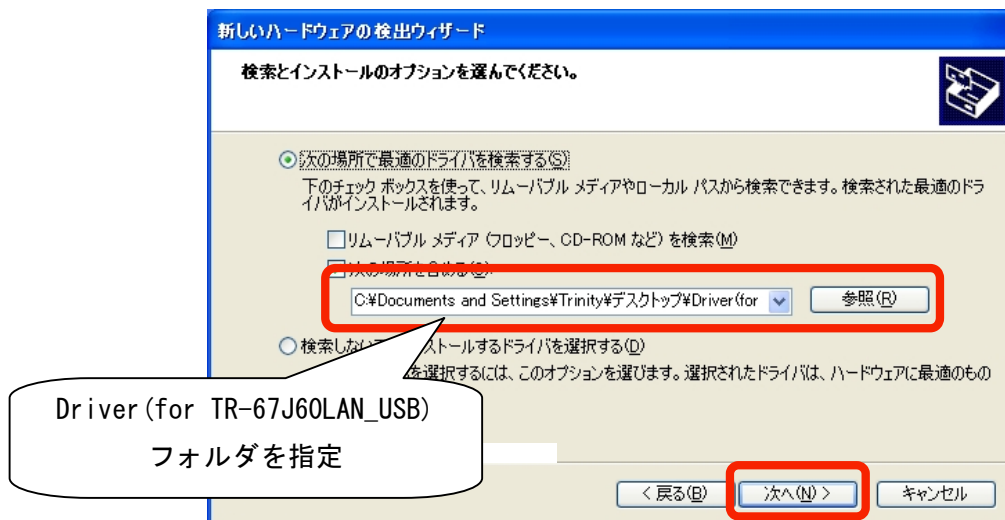 新しいハードウェアの検出ウィザード
検索とインストールのオプションを選んでください。
次の場所で最適のドライバを検索する(S)
下のチェック ボックスを使って、リムーバブル メディアやローカル パスから検索できます。検索された最適のドラ
イバがインストールされます。
リムーバブル メディア (フロッピー、CD-ROM など) を検索(M)
次の場所を含める(O):
C:¥Documents and Settings¥Trinity¥デスクトップ¥Driver(for
参照(R)
検索しない ストールするドライバを選択する(D)
を選択するには、このオプションを選びます。選択されたドライバは、ハードウェアに最適のもの
Driver(for TR-67J60LAN_USB)
フォルダを指定
< 戻る(B)
次へ(N) >
キャンセル